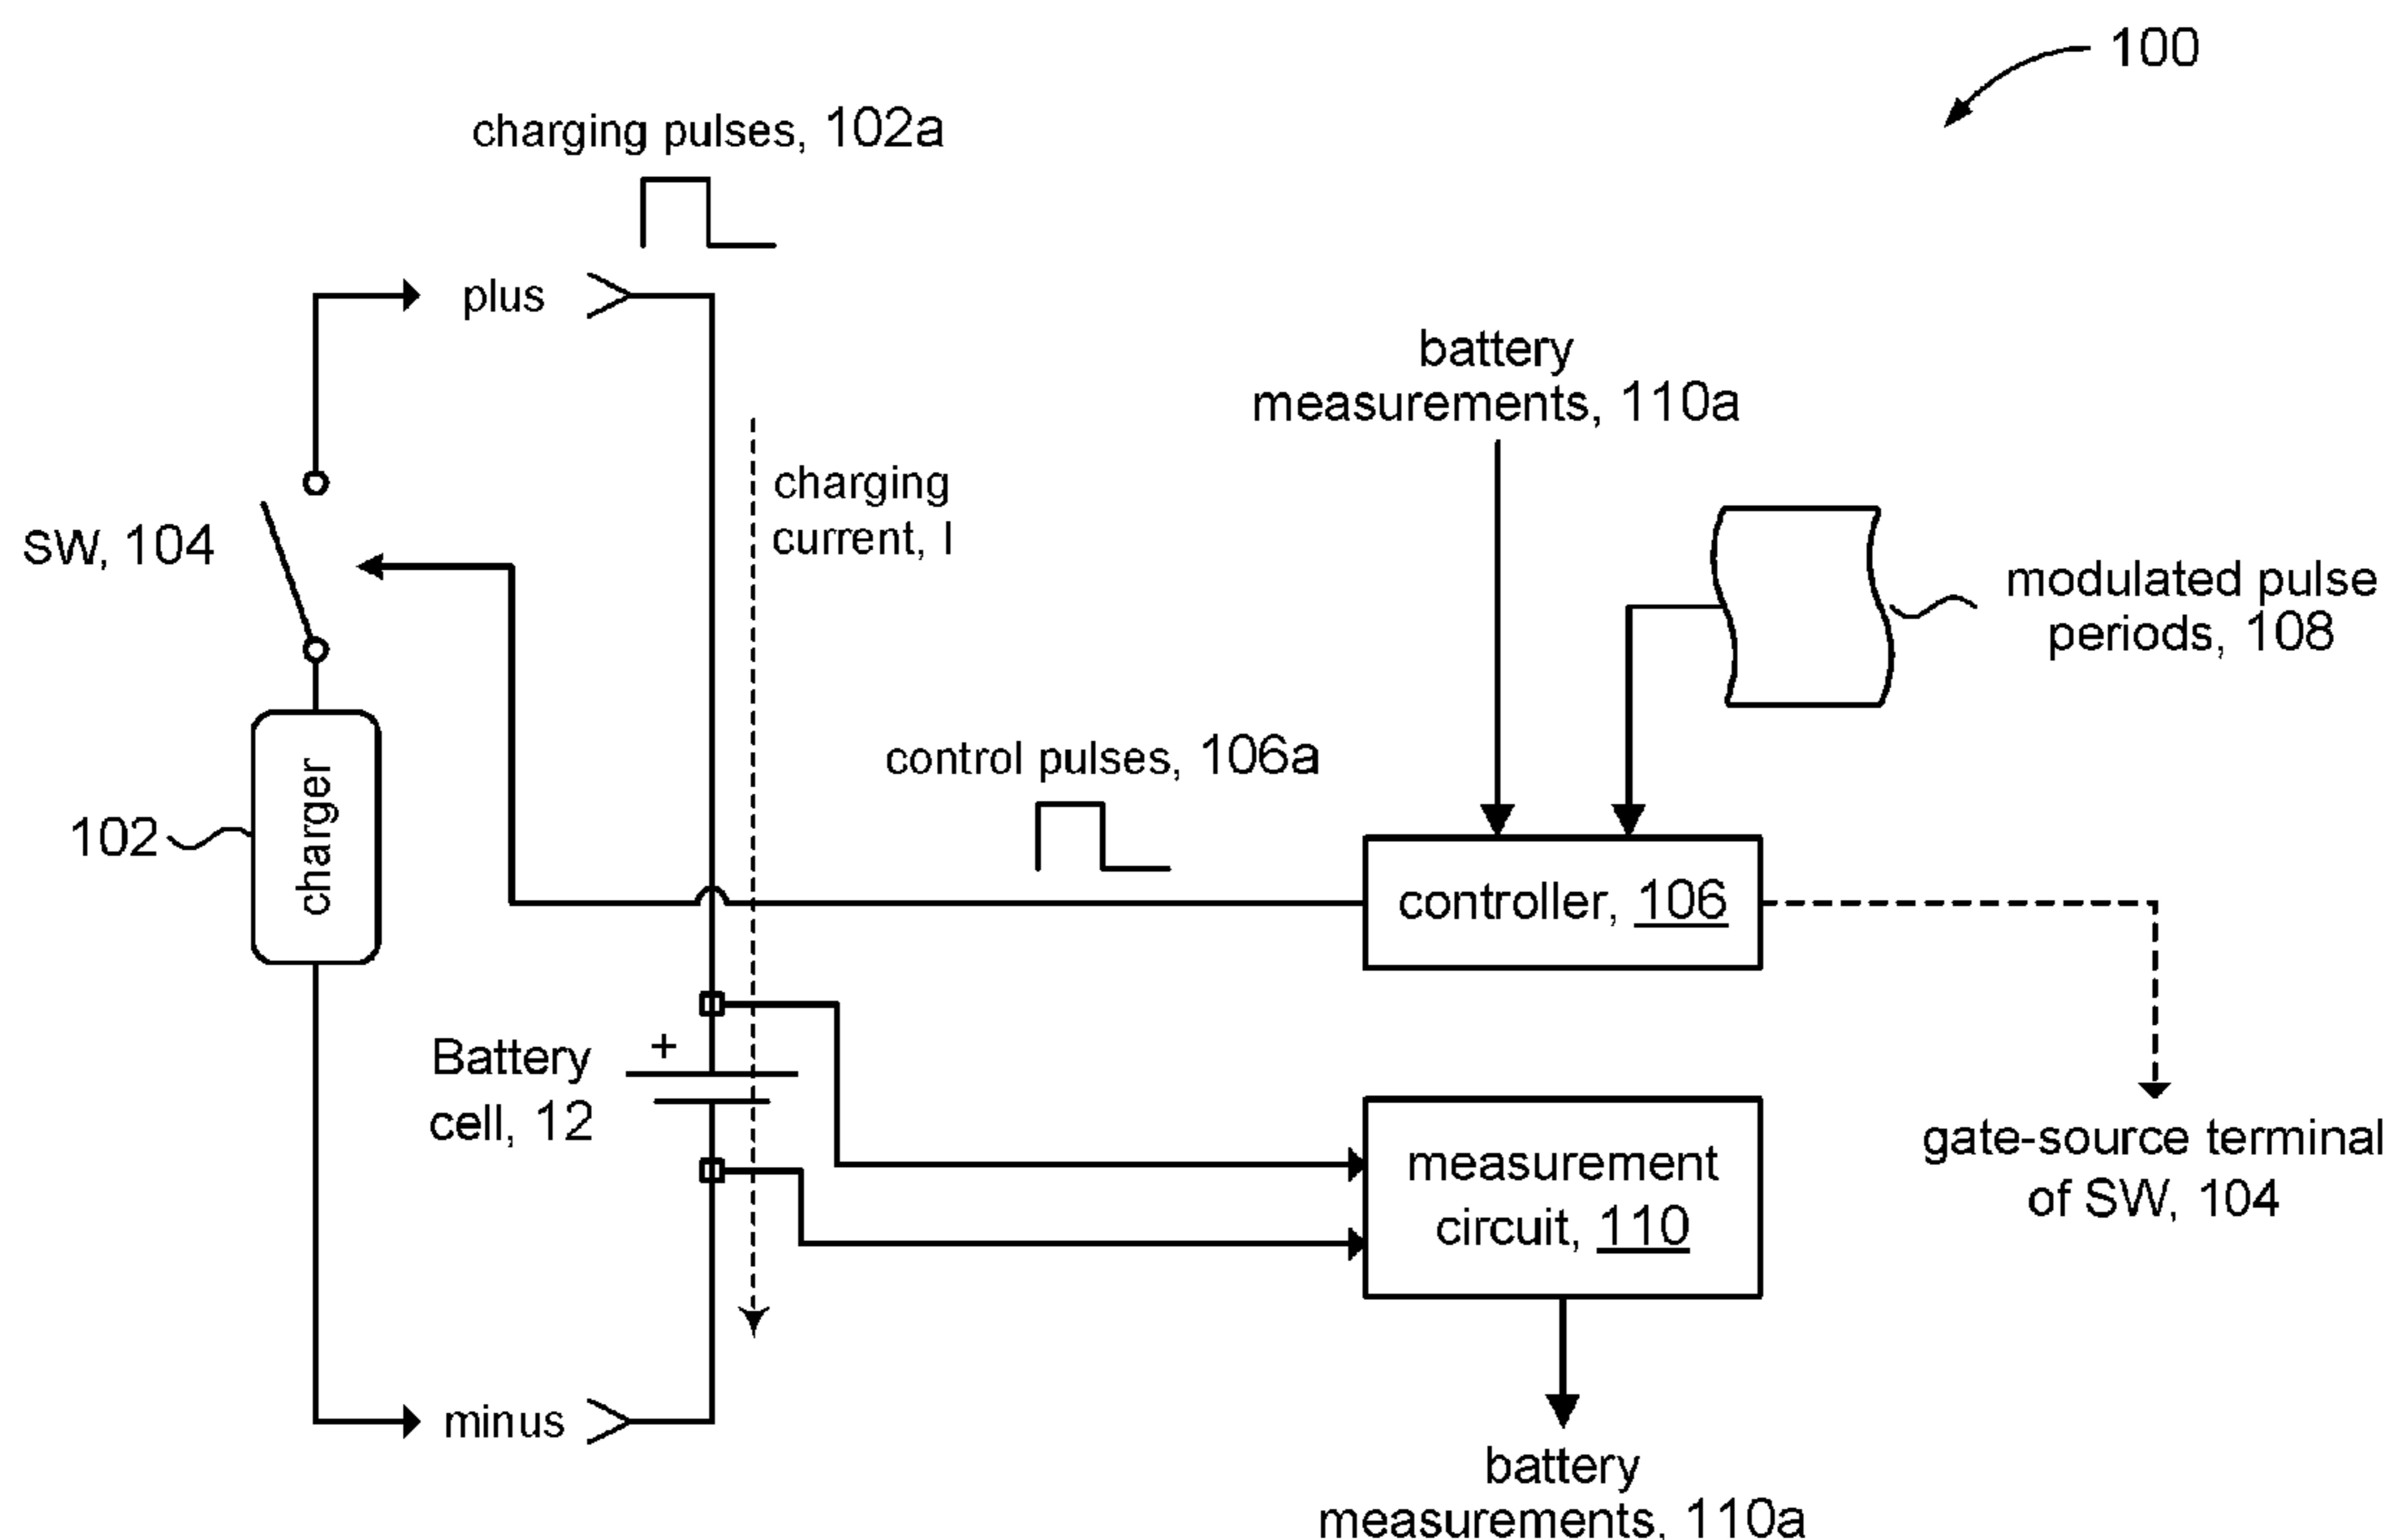 100
charging pulses, 102a
plus
battery
measurements, 110a
charging
current, I
SW, 104
modulated pulse
periods, 108
control pulses, 106a
102
charger
controller, 106
+
Battery
cell, 12
measurement
circuit, 110
gate-source terminal
of SW, 104
minus
battery
measurements, 110a